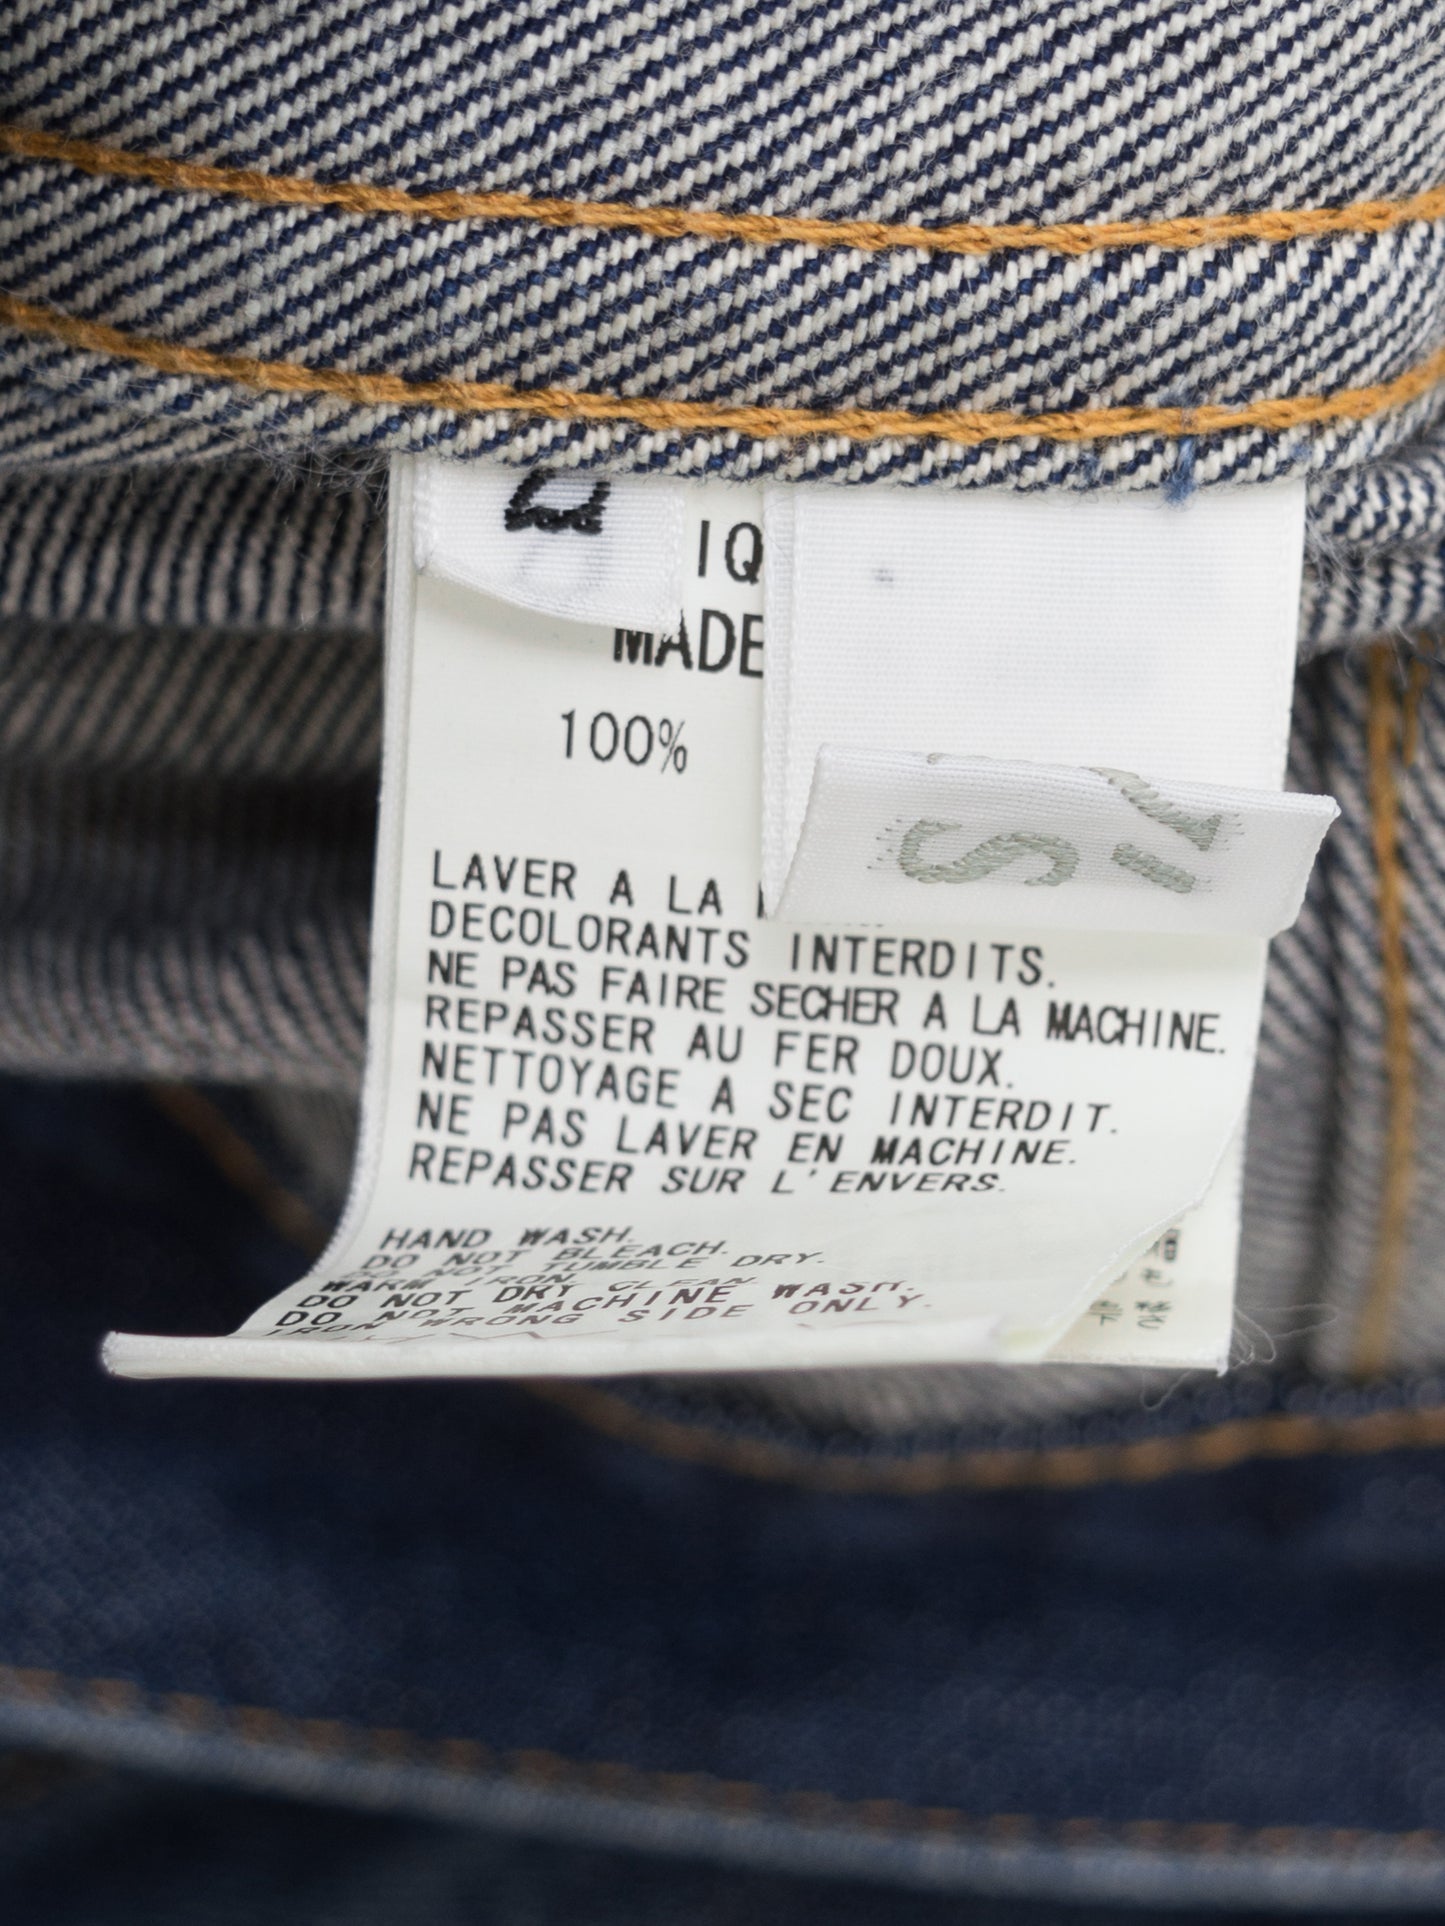 IQ
MADE
100%
S
LAVER A LA
DECOLORANTS INTERDITS.
NE PAS FAIRE SECHER A LA MACHINE.
REPASSER AU FER DOUX.
NETTOYAGE A SEC INTERDIT.
NE PAS LAVER EN MACHINE.
REPASSER SUR L'ENVERS.
HAND WASH.
DO NOT BLEACH.
DO NOT TUMBLE DRY.
WARM IRON.
DO NOT DRY CLEAN
DO NOT MACHINE WASH.
IRON WRONG SIDE ONLY.